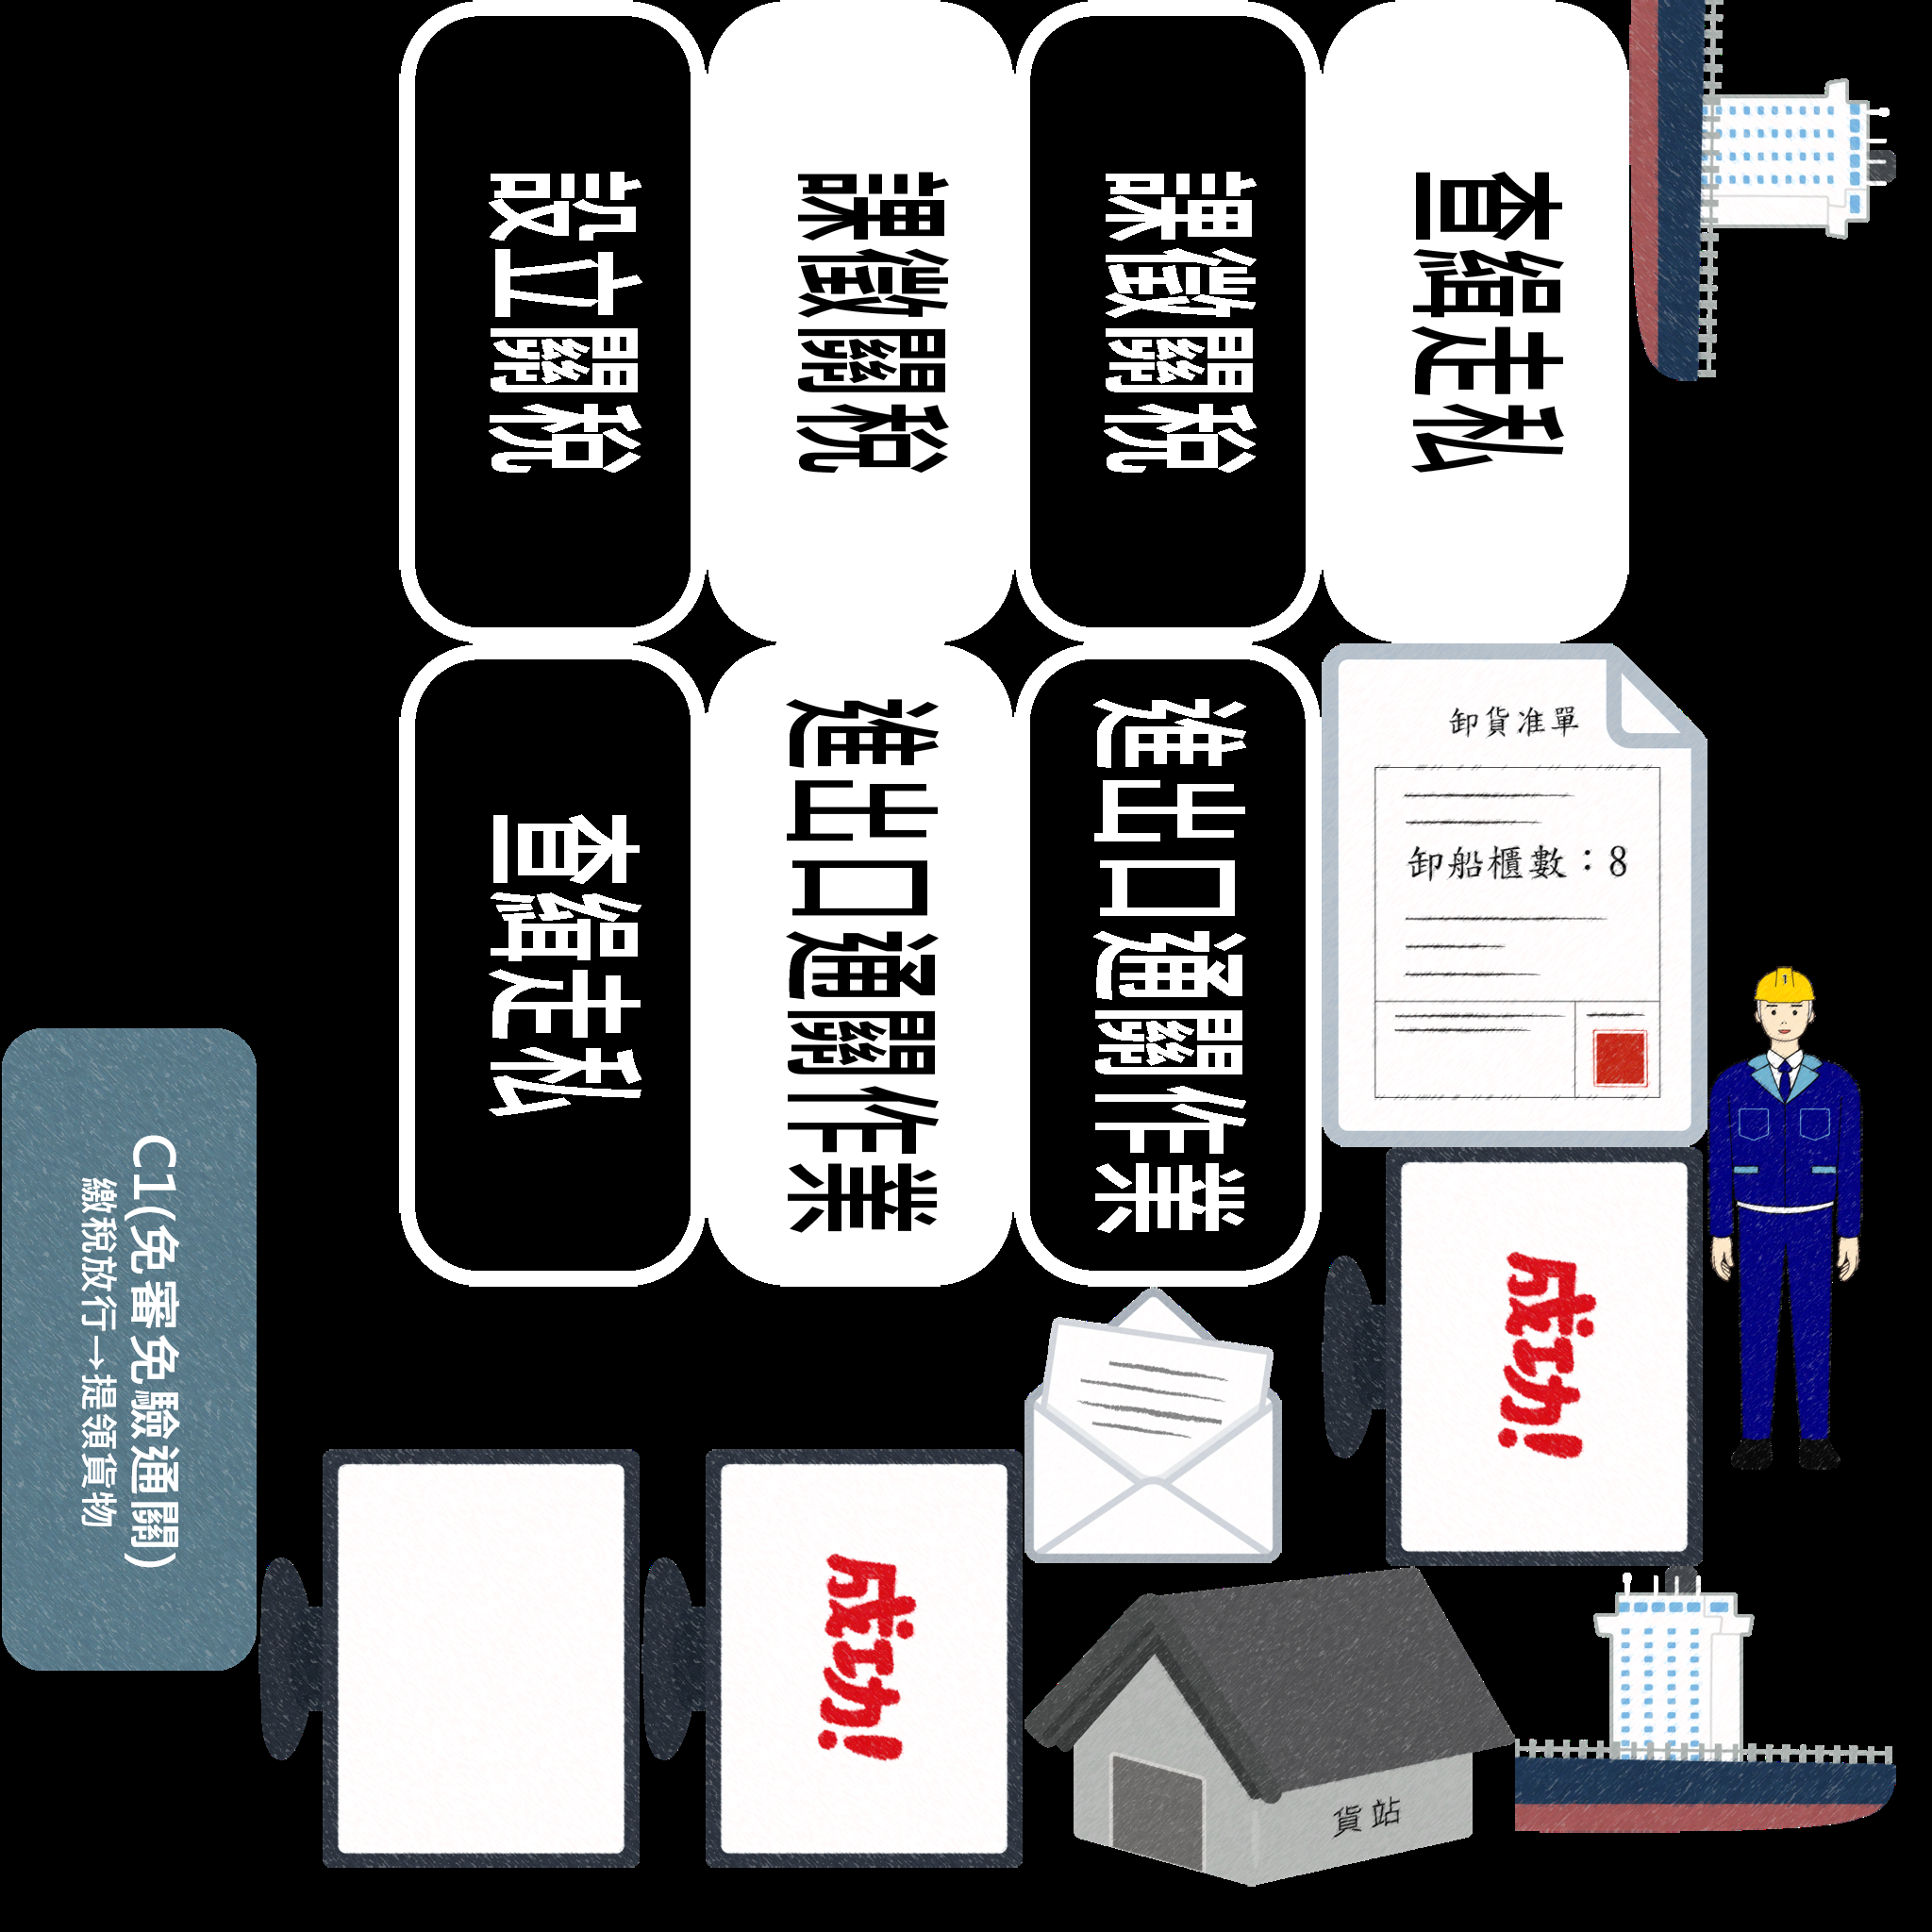 設立關稅
課徵關稅
課徵關稅
查緝走私
查緝走私
進出口通關作業
進出口通關作業
卸貨准單
卸船櫃數：8
1
C1(免審免驗通關)
繳稅放行→提領貨物
成功!
成功!
貨站